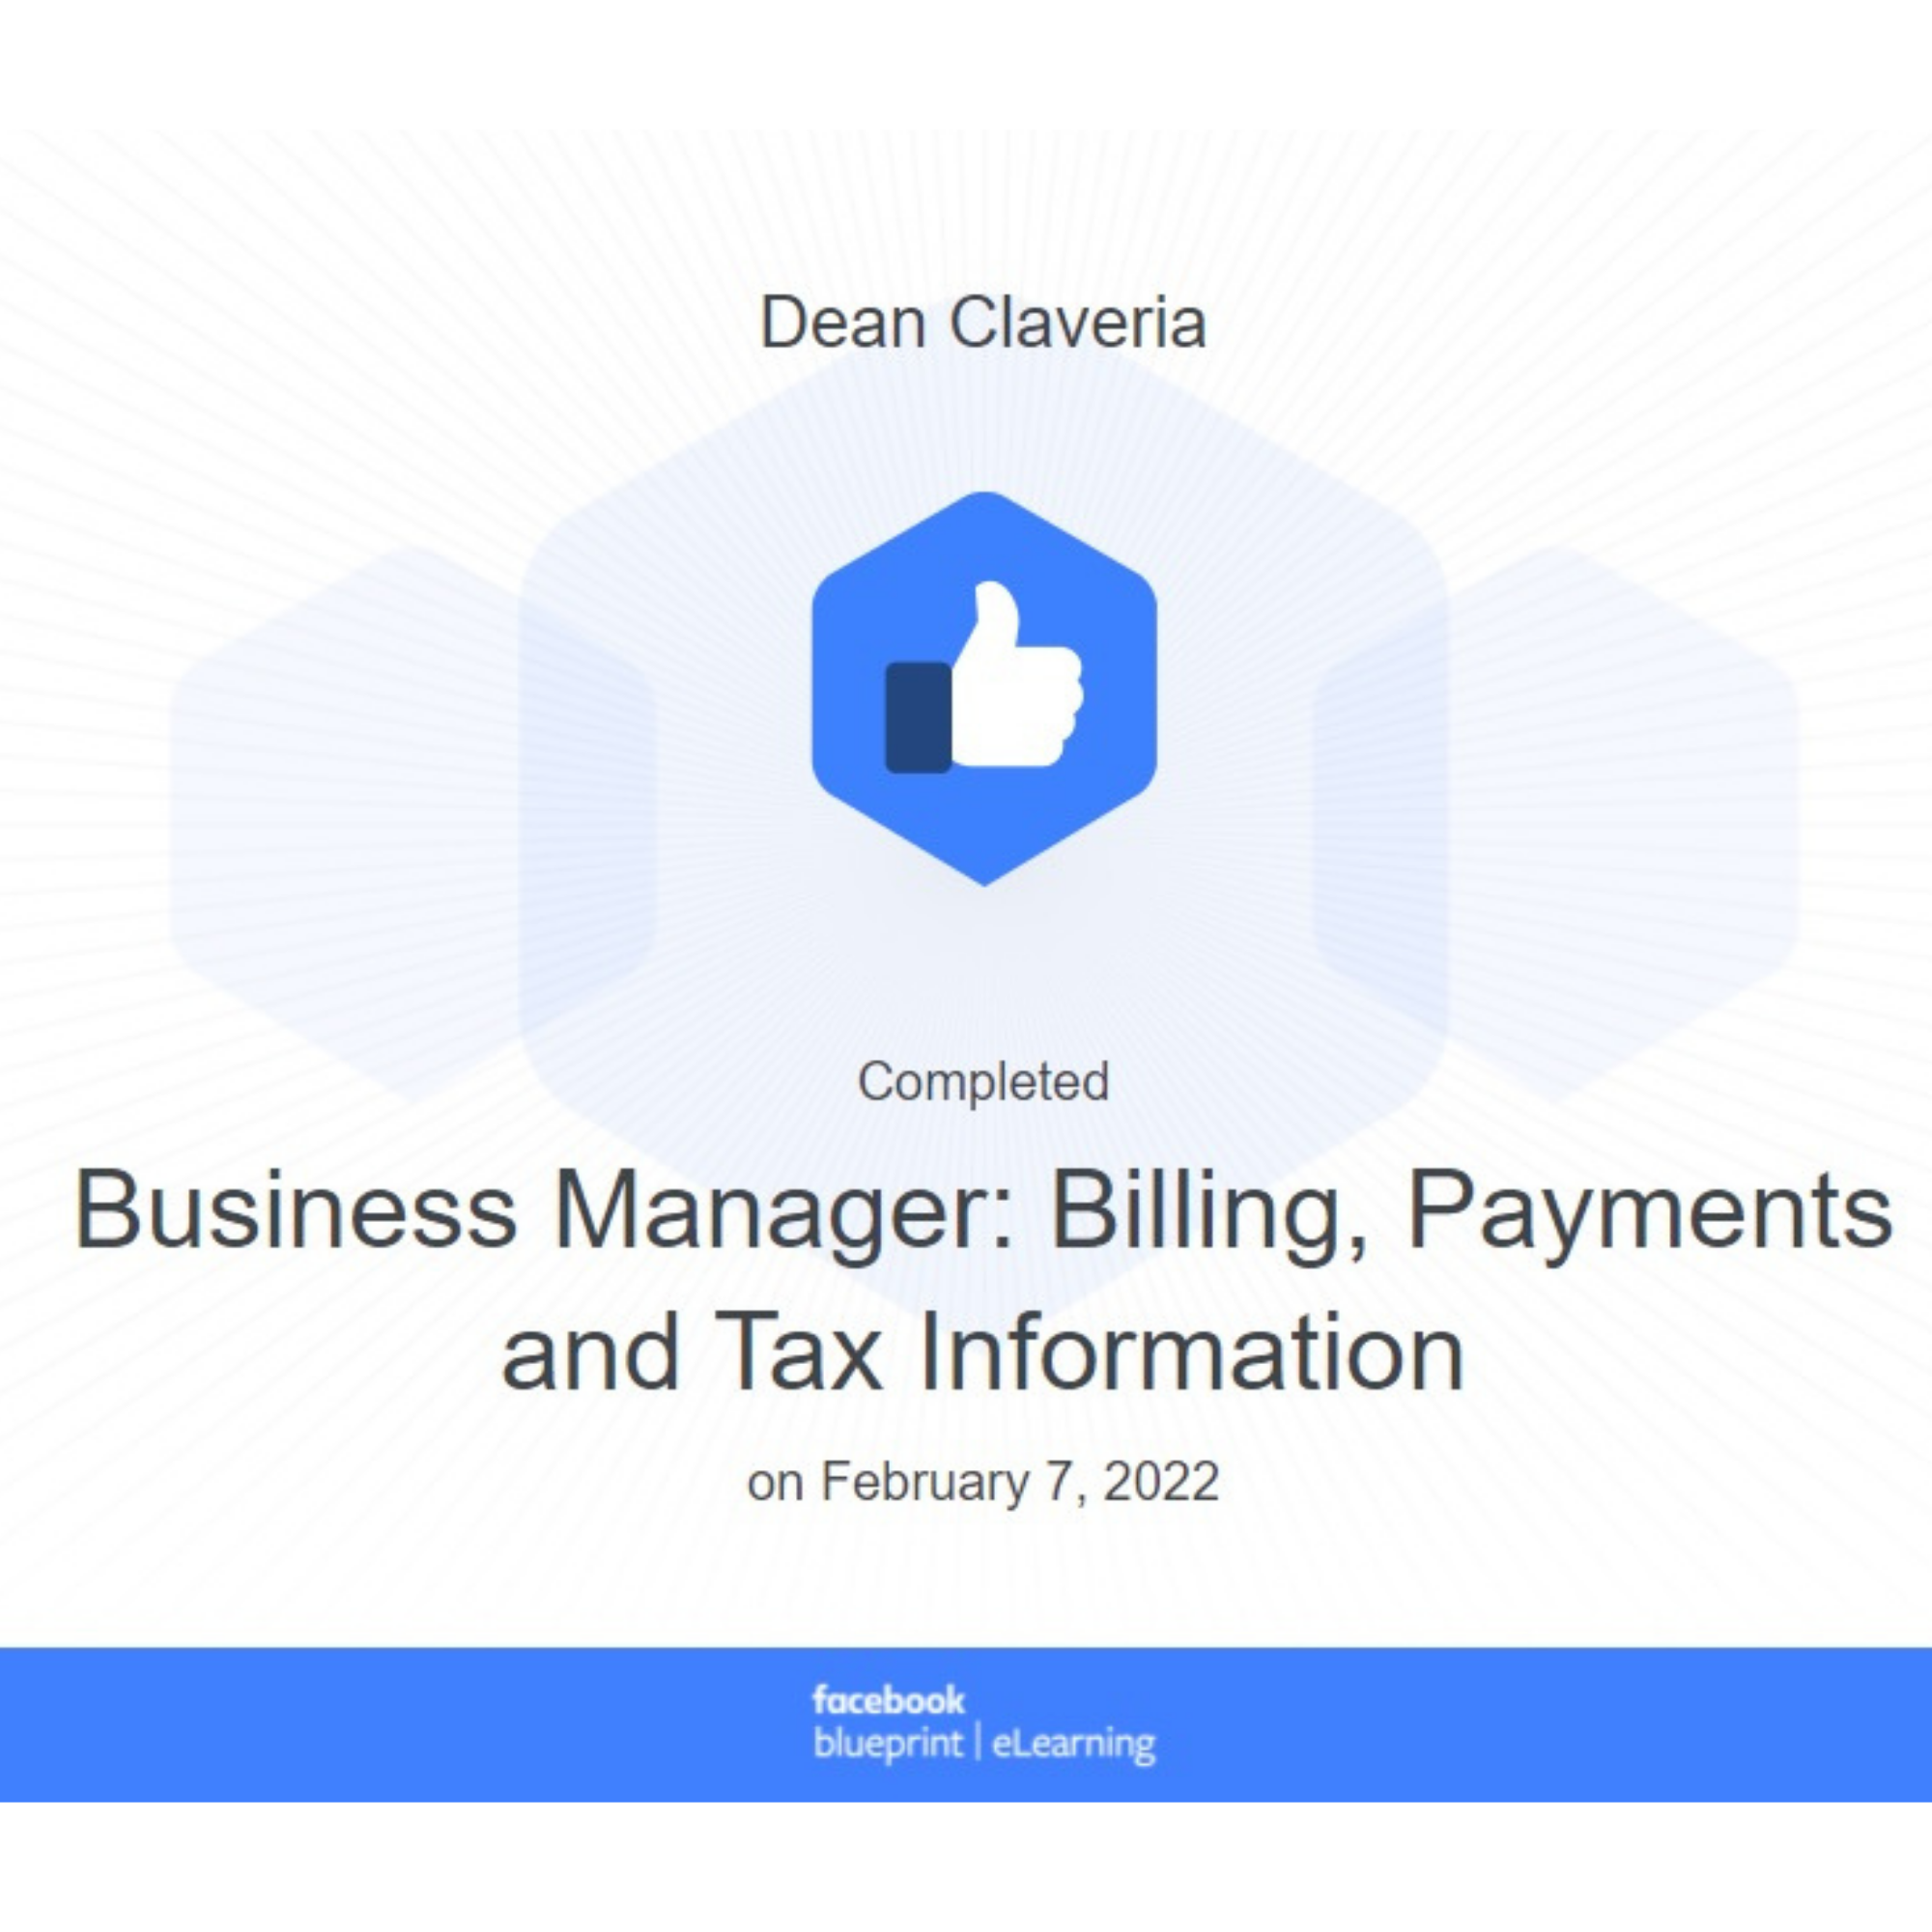 Dean Claveria
Completed
Business Manager: Billing, Payments
and Tax Information
on February 7, 2022
facebook
blueprint | eLearning